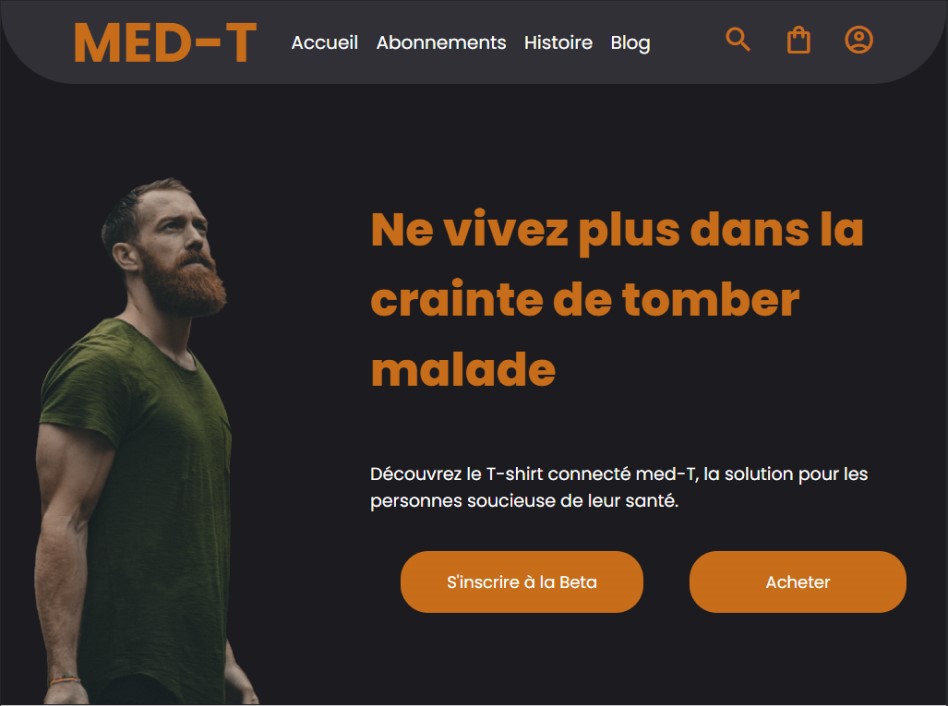 MED-T
Accueil Abonnements Histoire Blog
Ne vivez plus dans la
crainte de tomber
malade
Découvrez le T-shirt connecté med-T, la solution pour les
personnes soucieuse de leur santé.
S'inscrire à la Beta
Acheter